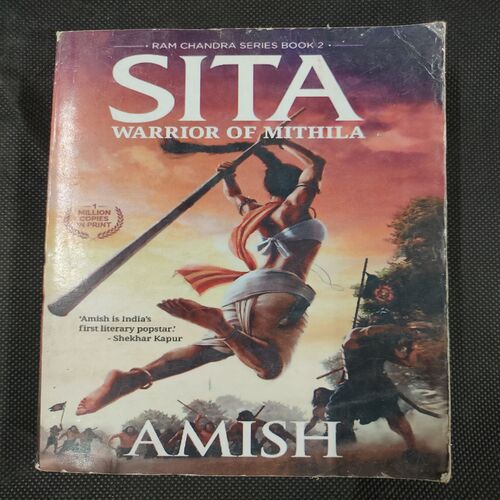 RAM CHANDRA SERIES BOOK 2
SITA
WARRIOR OF MITHILA
1
MILLION
COPIES
IN PRINT
'Amish is India's
first literary popstar.'
- Shekhar Kapur
AMISH